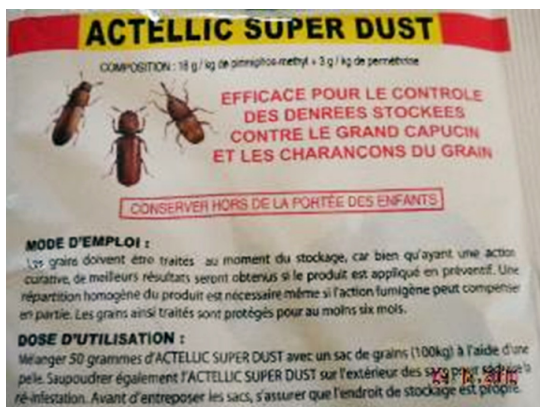 ACTELLIC SUPER DUST
COMPOSITION : 16 g / kg de pirimiphos-methyl + 3 g / kg de permethrine
EFFICACE POUR LE CONTROLE
DES DENREES STOCKEES
CONTRE LE GRAND CAPUCIN
ET LES CHARANCONS DU GRAIN
CONSERVER HORS DE LA PORTÉE DES ENFANTS
MODE D'EMPLOI :
Les grains doivent étre traités au moment du stockage, car bien qu'ayant une action
curative, de meilleurs résultats seront obtenus si le produit est appliqué en préventif. Une
répartition homogène du produit est nécessaire même si l'action fumigène peut compenser
en partie. Les grains ainsi traités sont protégés pour au moins six mois.
DOSE D'UTILISATION :
Mélanger 50 grammes d'ACTELLIC SUPER DUST avec un sac de grains (100kg) à l'aide d'une
pelle. Saupoudrer également l'ACTELLIC SUPER DUST sur l'extérieur des sacs pour la
ré-infestation. Avant d'entreposer les sacs, s'assurer que l'endroit de stockage est propre.